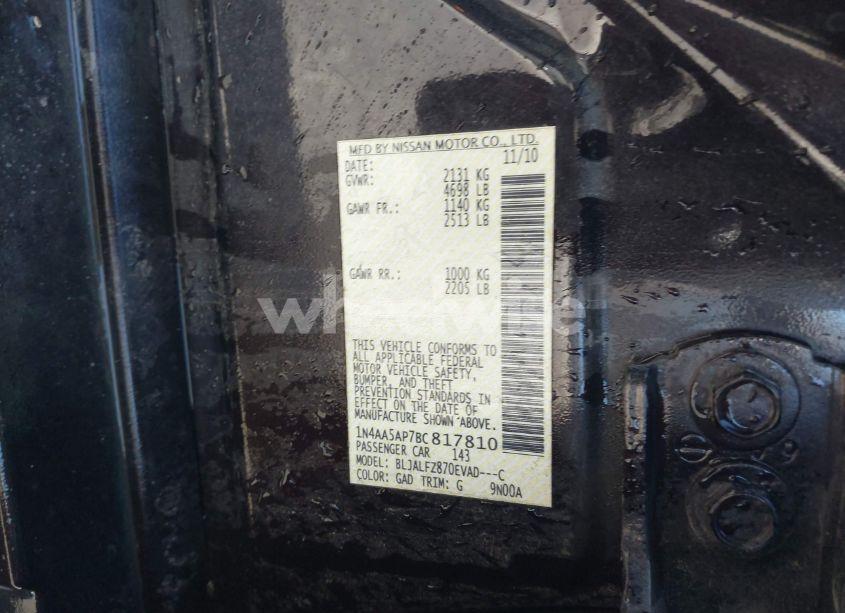 MFD BY NISSAN MOTOR CO., LTD.
DATE: 11/10
GVWR: 2131 KG
4698 LB
GAWR FR.: 1140 KG
2513 LB
GAWR RR.: 1000 KG
2205 LB
THIS VEHICLE CONFORMS TO
ALL APPLICABLE FEDERAL
MOTOR VEHICLE SAFETY,
BUMPER, AND THEFT
PREVENTION STANDARDS IN
EFFECT ON THE DATE OF
MANUFACTURE SHOWN ABOVE.
1N4AA5AP7BC817810
PASSENGER CAR 143
MODEL: BLJALFZ870EVAD---C
COLOR: GAD TRIM: G 9N00A